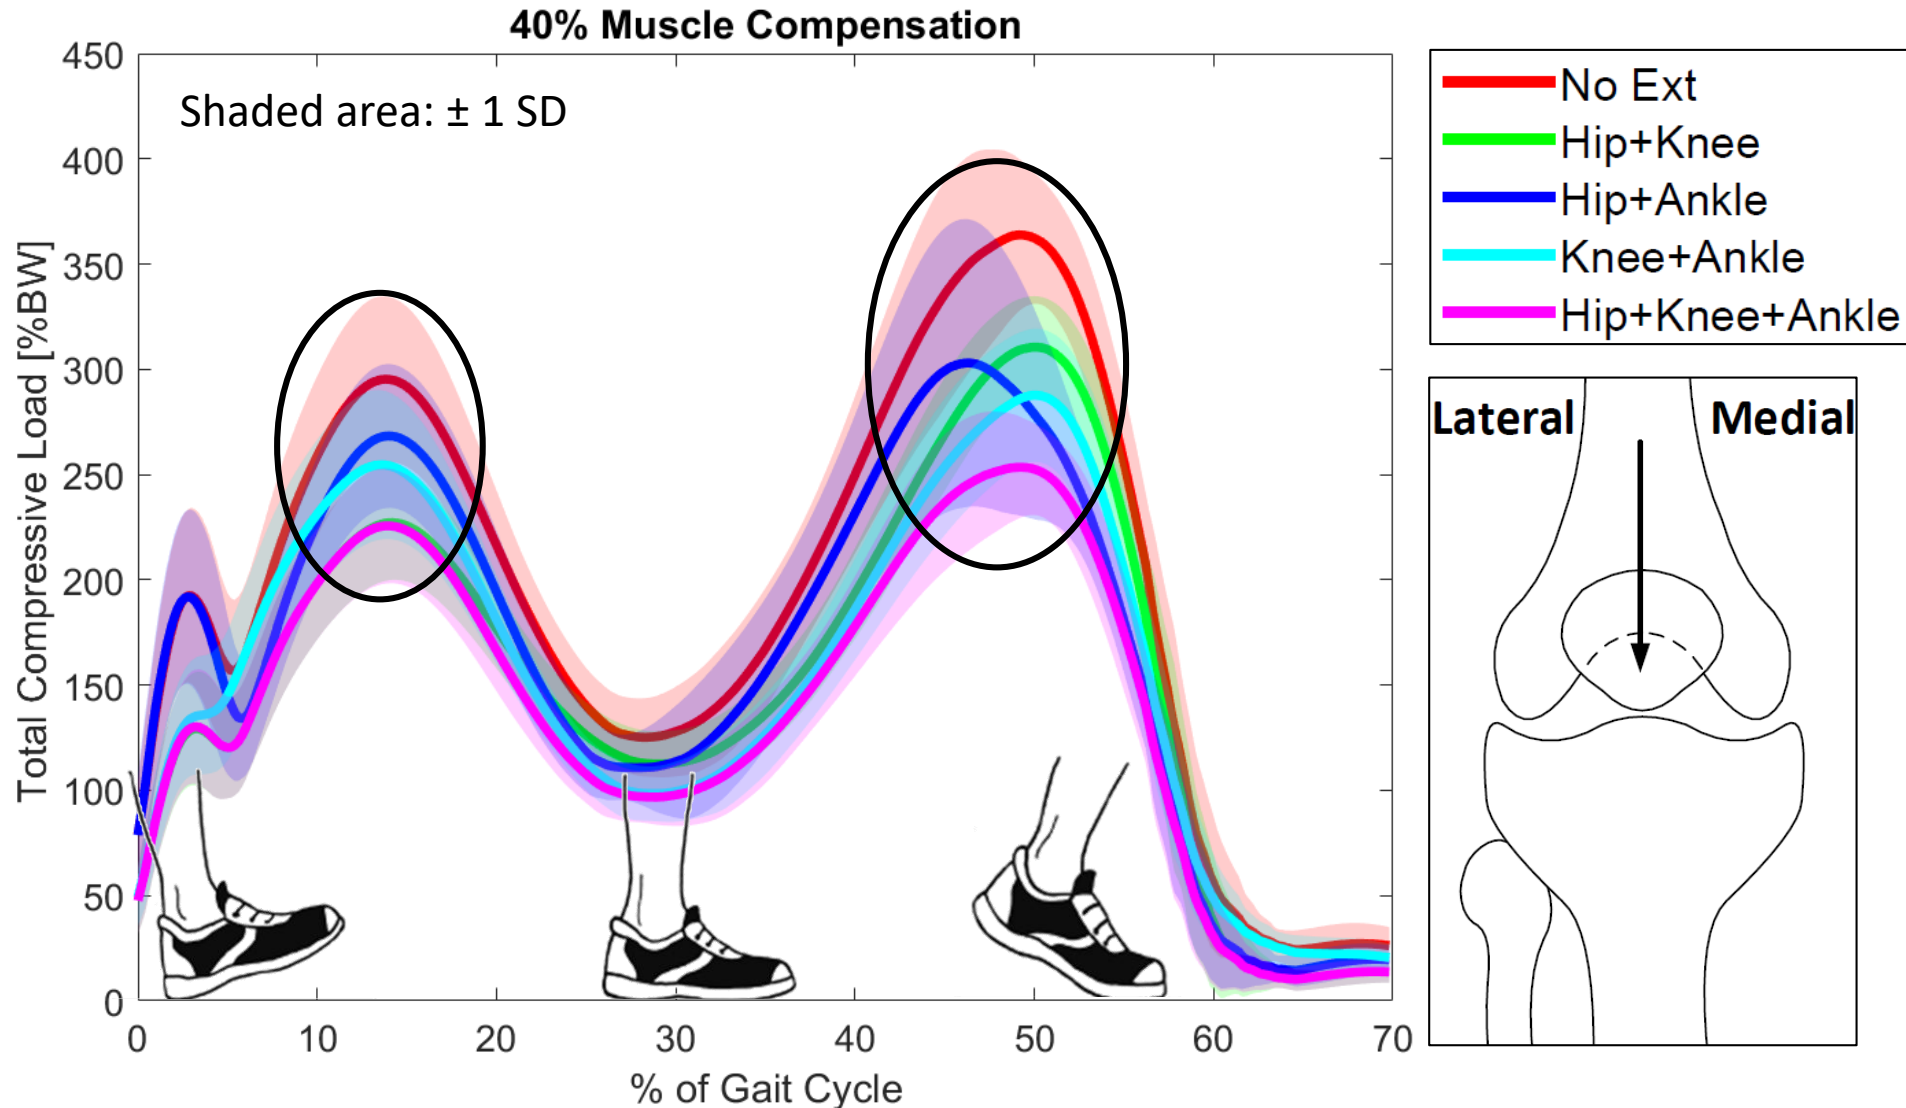 40% Muscle Compensation
Shaded area: ± 1 SD
Total Compressive Load [%BW]
450
400
350
300
250
200
150
100
50
0
0 10 20 30 40 50 60 70
% of Gait Cycle
No Ext
Hip+Knee
Hip+Ankle
Knee+Ankle
Hip+Knee+Ankle
Lateral Medial